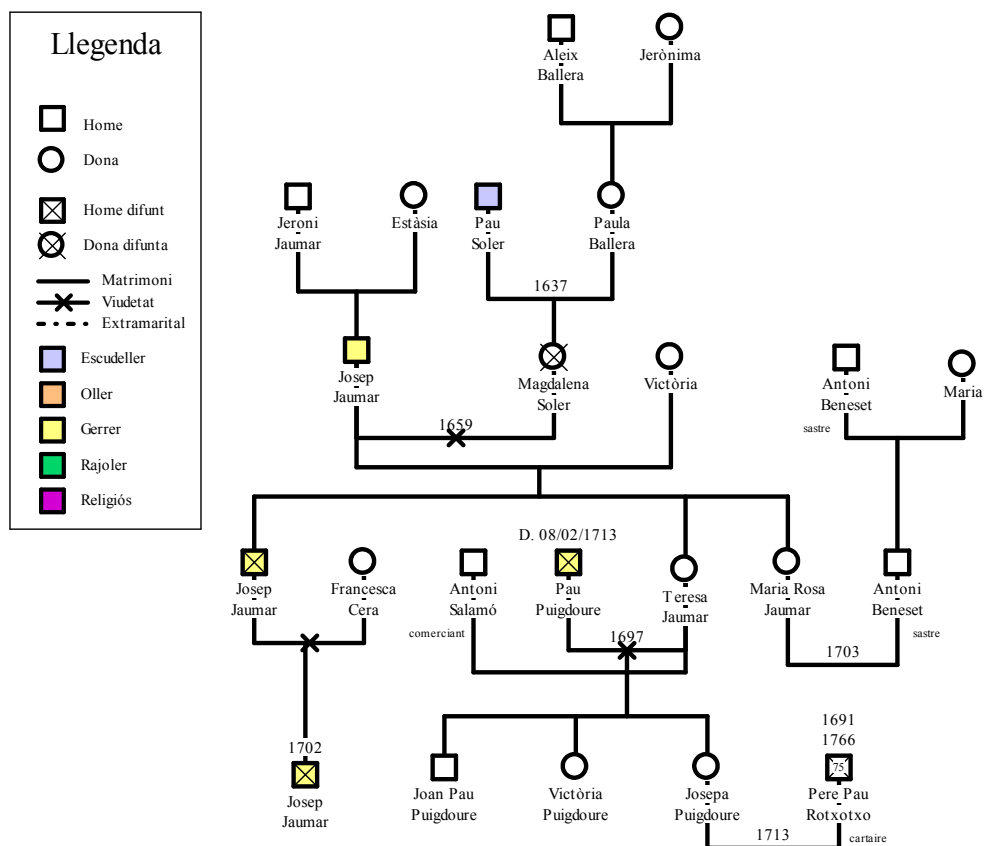 Llegenda
Home
Dona
Home difunt
Dona difunta
Matrimoni
Viudetat
Extramarital
Escudeller
Oller
Gerrer
Rajoler
Religiós
Aleix
Ballera
Jerònima
Jeroni
Jaumar
Estàsia
Pau
Soler
Paula
Ballera
1637
Josep
Jaumar
Magdalena
Soler
Victòria
Antoni
Beneset
sastre
Maria
1659
D. 08/02/1713
Josep
Jaumar
Francesca
Cera
Antoni
Salamó
comerciant
Pau
Puigdoure
Teresa
Jaumar
Maria Rosa
Jaumar
Antoni
Beneset
sastre
1697
1703
1702
Josep
Jaumar
Joan Pau
Puigdoure
Victòria
Puigdoure
Josepa
Puigdoure
1691
1766
75
Pere Pau
Rotxotxo
cartaire
1713